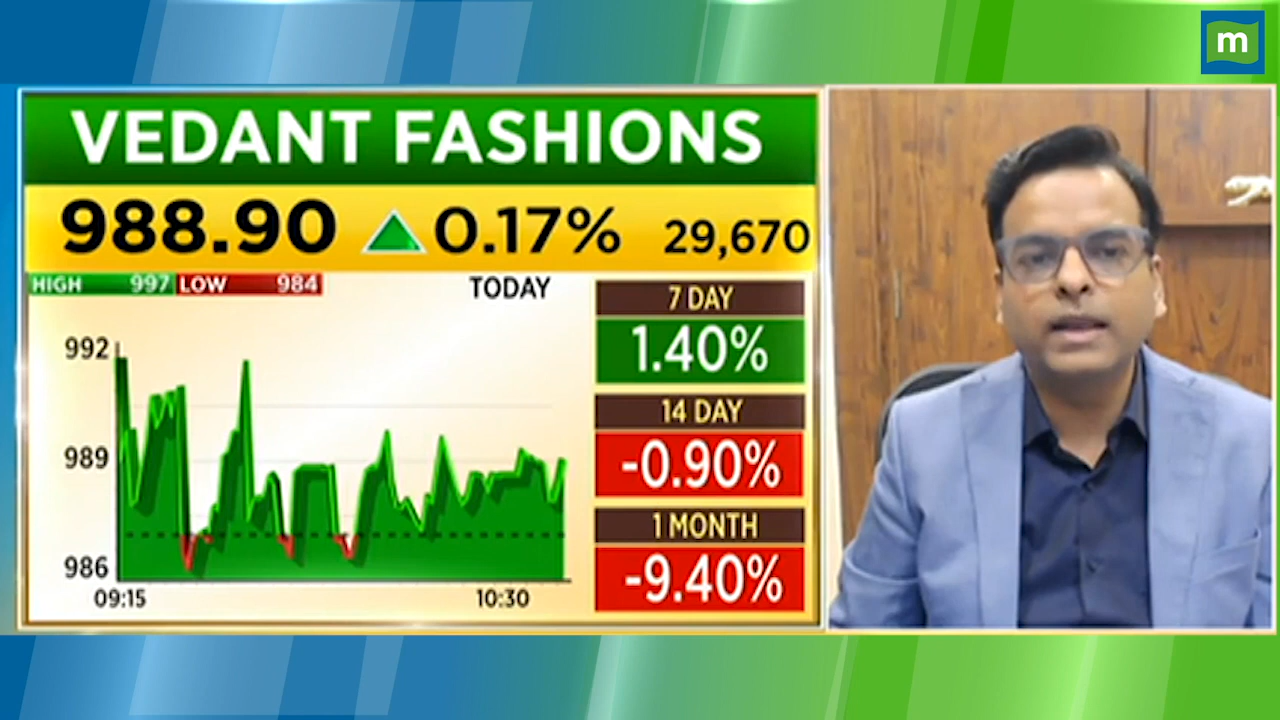 m
VEDANT FASHIONS
988.90 ▲ 0.17% 29,670
HIGH 997 LOW 984
TODAY
992
989
986
09:15 10:30
7 DAY
1.40%
14 DAY
-0.90%
1 MONTH
-9.40%